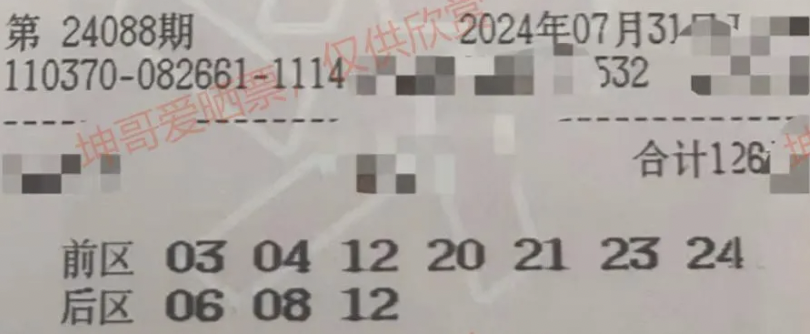 第 24088期 2024年07月31日
110370-082661-1114 532
合计126
前区 03 04 12 20 21 23 24
后区 06 08 12
坤哥爱晒票，仅供欣赏